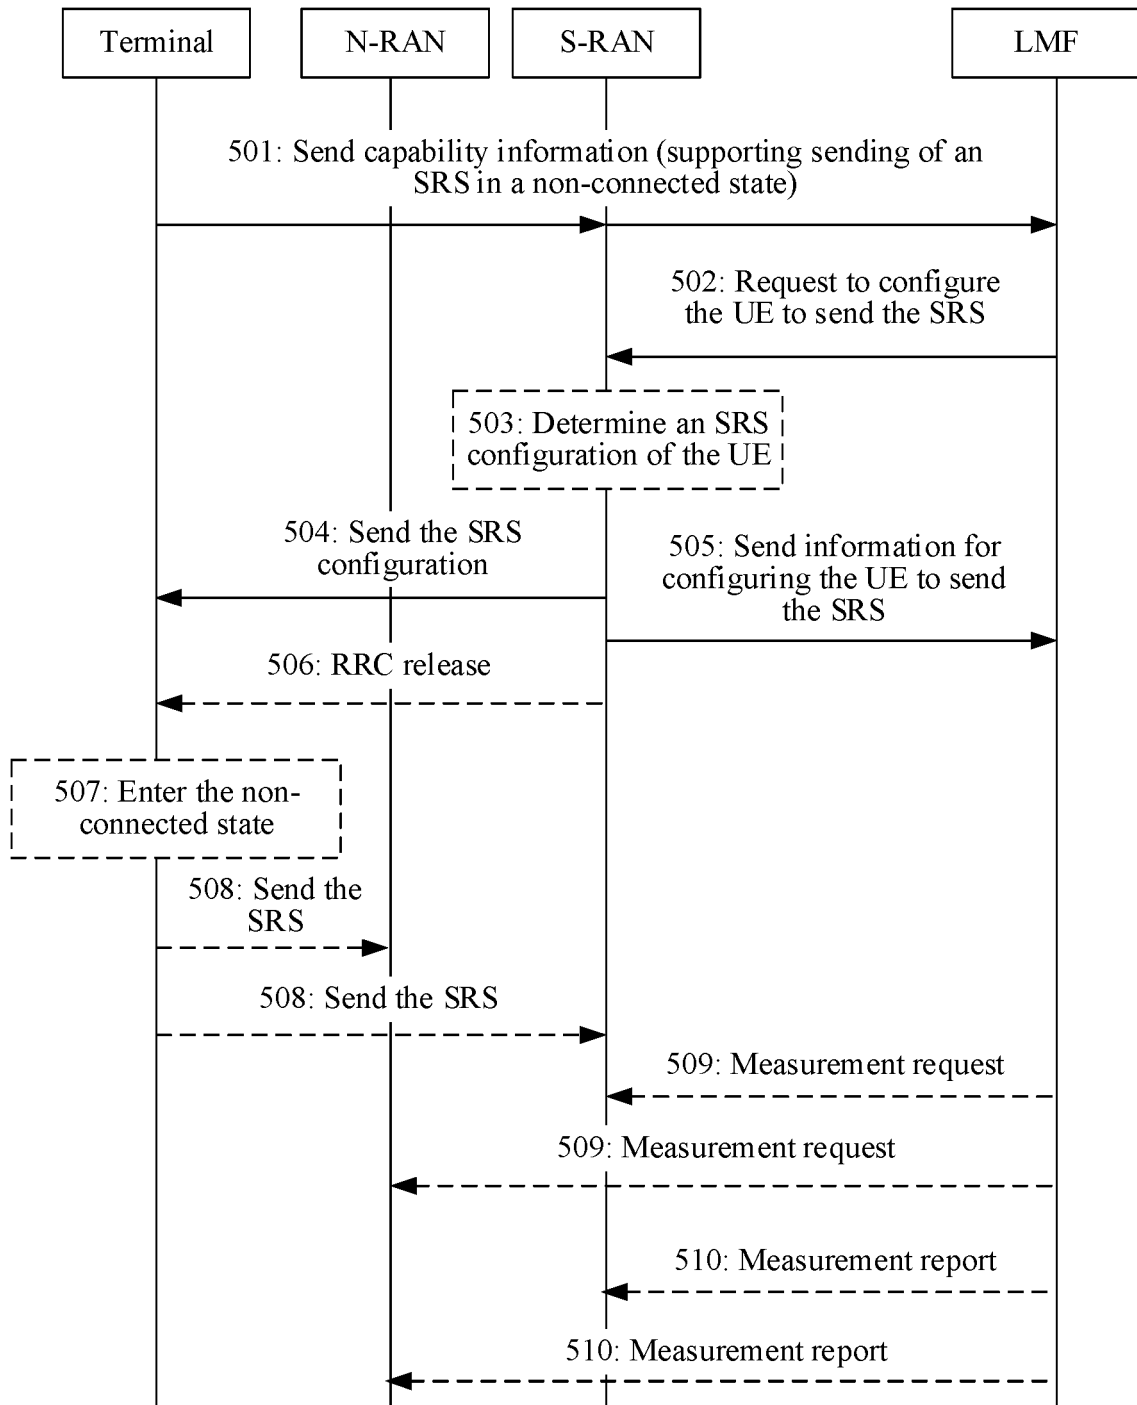 Terminal
N-RAN
S-RAN
LMF
501: Send capability information (supporting sending of an
SRS in a non-connected state)
502: Request to configure
the UE to send the SRS
503: Determine an SRS
configuration of the UE
504: Send the SRS
configuration
505: Send information for
configuring the UE to send
the SRS
506: RRC release
507: Enter the non-
connected state
508: Send the
SRS
508: Send the SRS
509: Measurement request
509: Measurement request
510: Measurement report
510: Measurement report